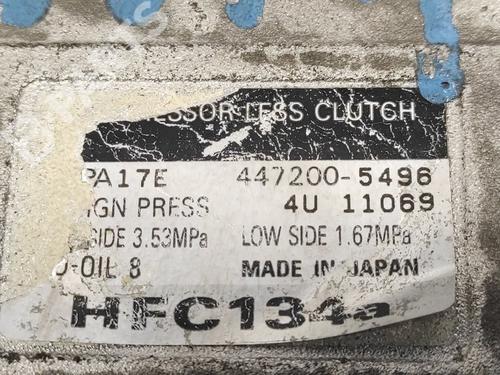 ESSOR LESS CLUTCH
PA17E 447200-5496
IGN PRESS 4U 11069
SIDE 3.53MPa LOW SIDE 1.67MPa
D-OIL 8 MADE IN JAPAN
HFC134a